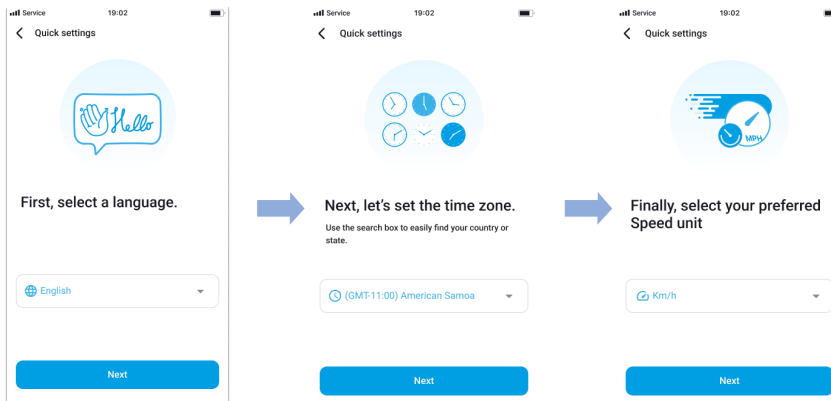 Service 19:02
Quick settings
Hello
First, select a language.
English
Next
Service 19:02
Quick settings
Next, let's set the time zone.
Use the search box to easily find your country or
state.
(GMT-11:00) American Samoa
Next
Service 19:02
Quick settings
MPH
Finally, select your preferred
Speed unit
Km/h
Next